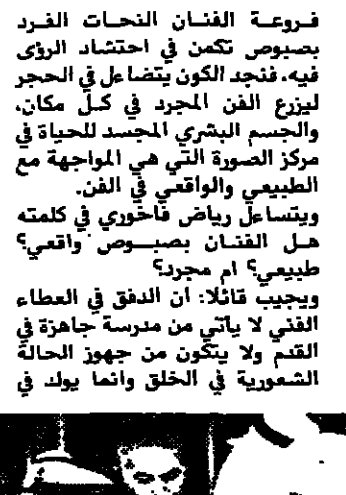 فروعة الفنان النحات الفرد
بصبوص تكمن في احتشاد الرؤى
فيه. فنجد الكون يتضاءل في الحجر
ليزرع الفن المجرد في كل مكان،
والجسم البشري المجسد للحياة في
مركز الصورة التي هي المواجهة مع
الطبيعي والواقعي في الفن.
ويتساءل رياض فاخوري في كلمته
هل الفنان بصبوص واقعي؟
طبيعي؟ ام مجرد؟
ويجيب قائلا: أن الدفق في العطاء
الفني لا يأتي من مدرسة جاهزة في
القدم ولا يتكون من جهوز الحالة
الشعورية في الخلق وانما يولد في